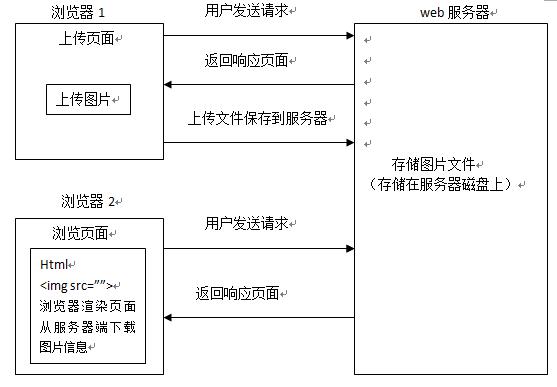 浏览器 1
用户发送请求
web 服务器
上传页面
返回响应页面
上传图片
上传文件保存到服务器
存储图片文件
（存储在服务器磁盘上）
浏览器 2
用户发送请求
浏览页面
Html
<img src=””>
浏览器渲染页面
从服务器端下载
图片信息
返回响应页面